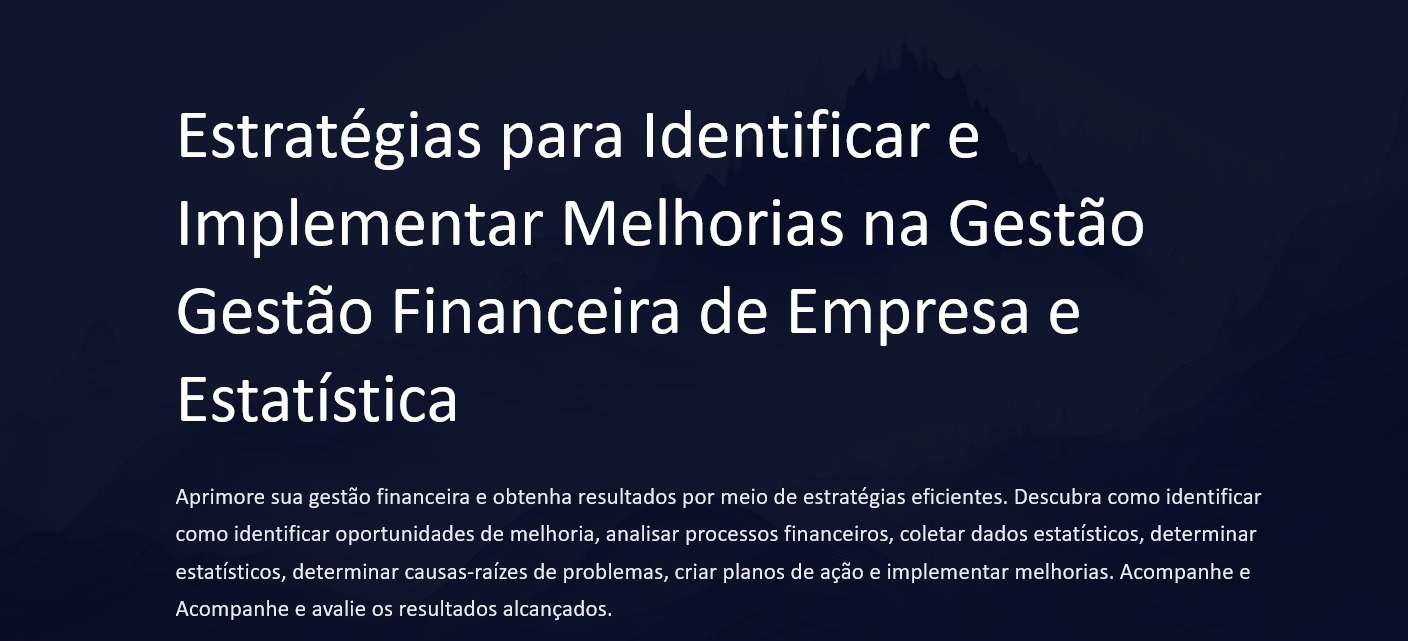 Estratégias para Identificar e
Implementar Melhorias na Gestão
Gestão Financeira de Empresa e
Estatística
Aprimore sua gestão financeira e obtenha resultados por meio de estratégias eficientes. Descubra como identificar
como identificar oportunidades de melhoria, analisar processos financeiros, coletar dados estatísticos, determinar
estatísticos, determinar causas-raízes de problemas, criar planos de ação e implementar melhorias. Acompanhe e
Acompanhe e avalie os resultados alcançados.